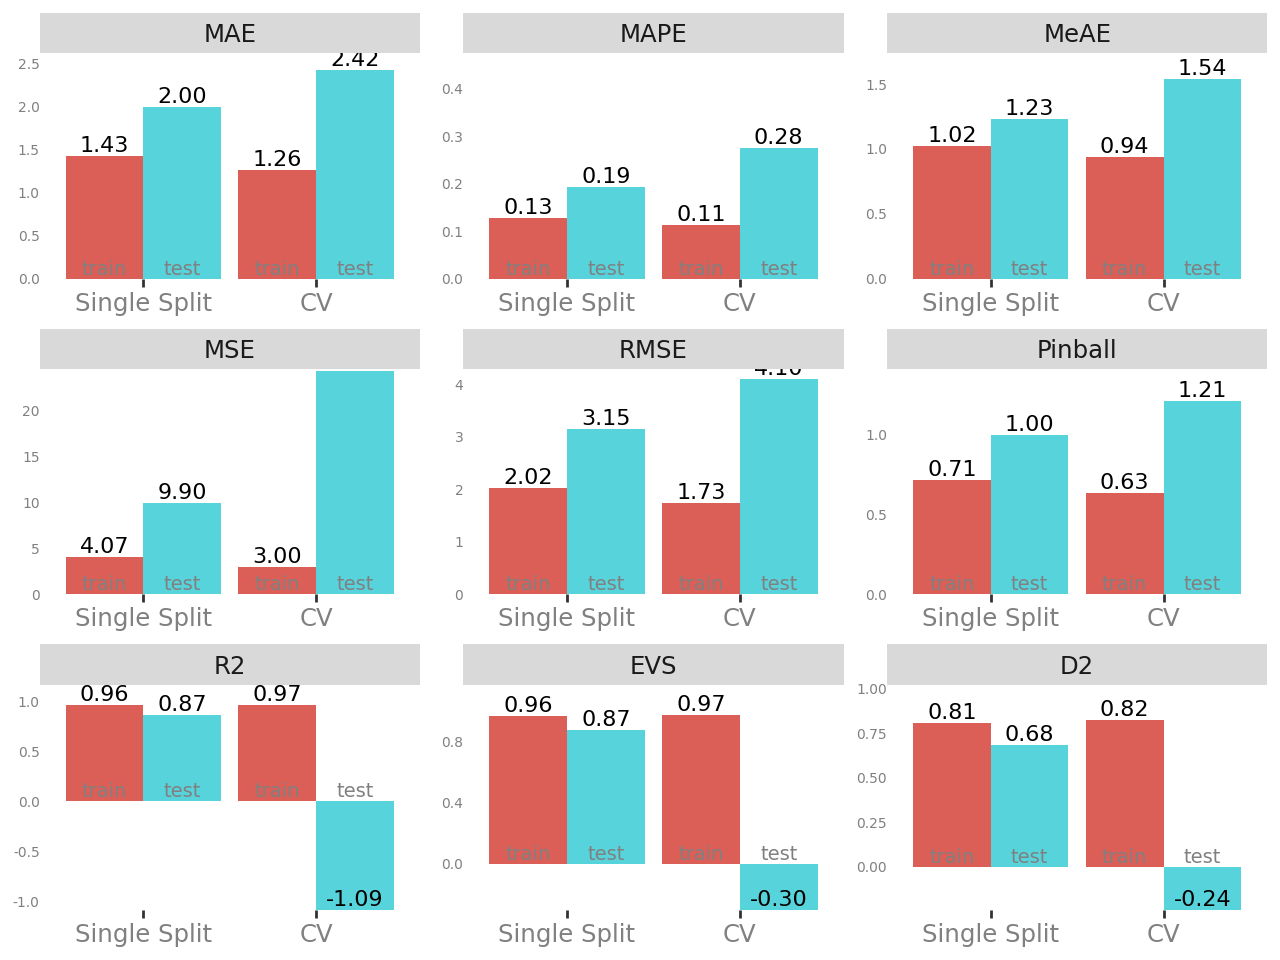 MAE
2.5
2.0
1.5
1.0
0.5
0.0
1.43
2.00
1.26
2.42
train
test
train
test
Single Split
CV
MAPE
0.4
0.3
0.2
0.1
0.0
0.13
0.19
0.11
0.28
train
test
train
test
Single Split
CV
MeAE
1.5
1.0
0.5
0.0
1.02
1.23
0.94
1.54
train
test
train
test
Single Split
CV
MSE
20
15
10
5
0
4.07
9.90
3.00
train
test
train
test
Single Split
CV
RMSE
4
3
2
1
0
2.02
3.15
1.73
4.10
train
test
train
test
Single Split
CV
Pinball
1.0
0.5
0.0
0.71
1.00
0.63
1.21
train
test
train
test
Single Split
CV
R2
1.0
0.5
0.0
-0.5
-1.0
0.96
0.87
0.97
-1.09
train
test
train
test
Single Split
CV
EVS
0.8
0.4
0.0
0.96
0.87
0.97
-0.30
train
test
train
test
Single Split
CV
D2
1.00
0.75
0.50
0.25
0.00
0.81
0.68
0.82
-0.24
train
test
train
test
Single Split
CV